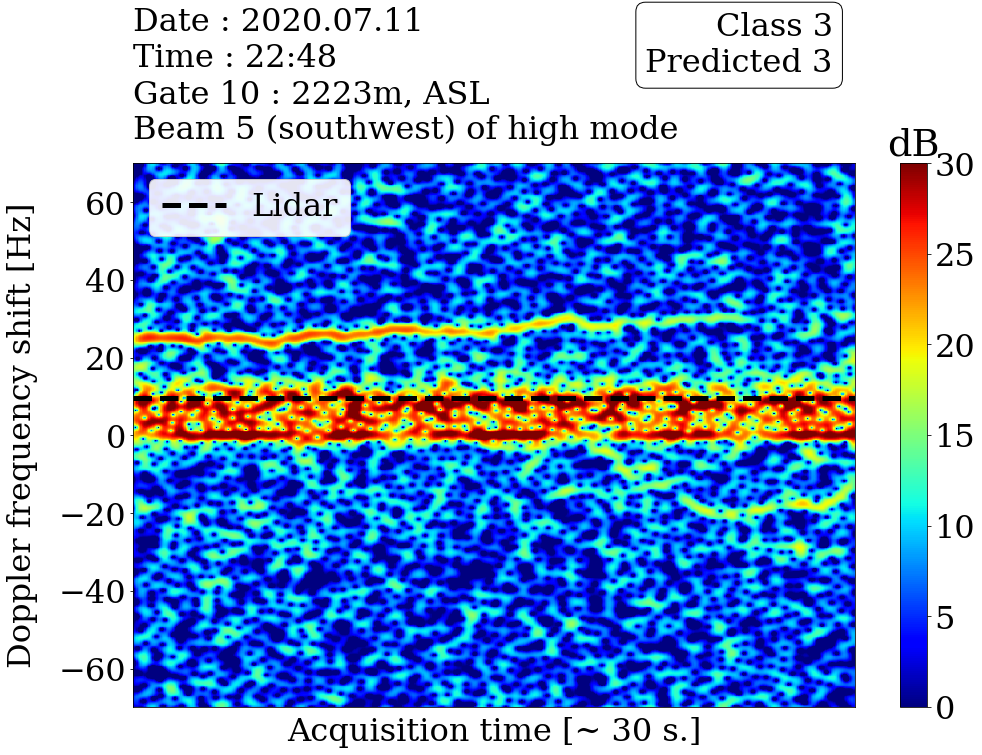 Date : 2020.07.11
Time : 22:48
Gate 10 : 2223m, ASL
Beam 5 (southwest) of high mode
Class 3
Predicted 3
dB
Lidar
Doppler frequency shift [Hz]
60
40
20
0
−20
−40
−60
30
25
20
15
10
5
0
Acquisition time [~ 30 s.]